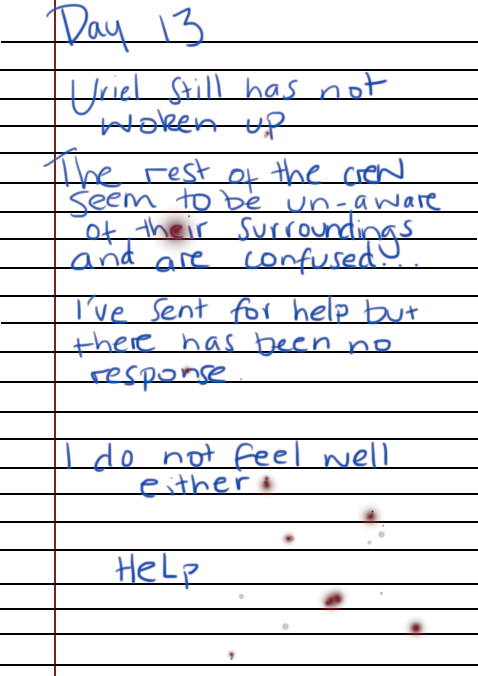 Day 13
Uriel still has not
woken up
The rest of the crew
seem to be un-aware
of their surroundings
and are confused...
I've sent for help but
there has been no
response.
I do not feel well
either
HeLp